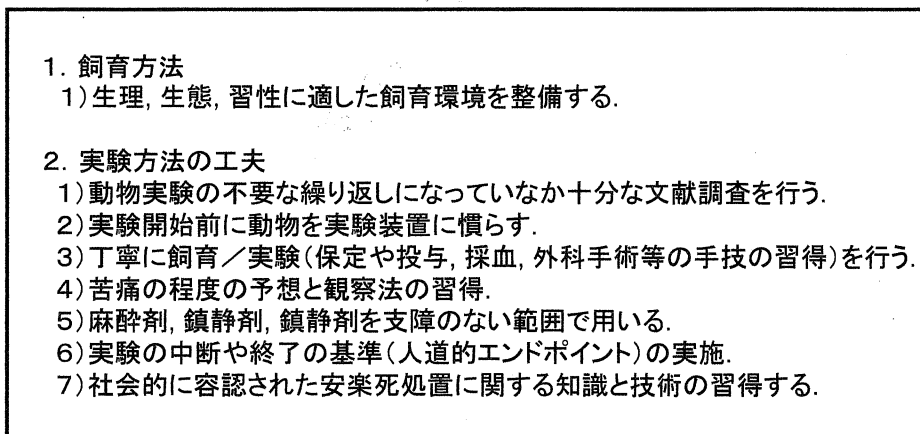 1. 飼育方法
1)生理, 生態, 習性に適した飼育環境を整備する.
2. 実験方法の工夫
1)動物実験の不要な繰り返しになっていなか十分な文献調査を行う.
2)実験開始前に動物を実験装置に慣らす.
3)丁寧に飼育／実験(保定や投与, 採血, 外科手術等の手技の習得)を行う.
4)苦痛の程度の予想と観察法の習得.
5)麻酔剤, 鎮静剤, 鎮静剤を支障のない範囲で用いる.
6)実験の中断や終了の基準(人道的エンドポイント)の実施.
7)社会的に容認された安楽死処置に関する知識と技術の習得する.